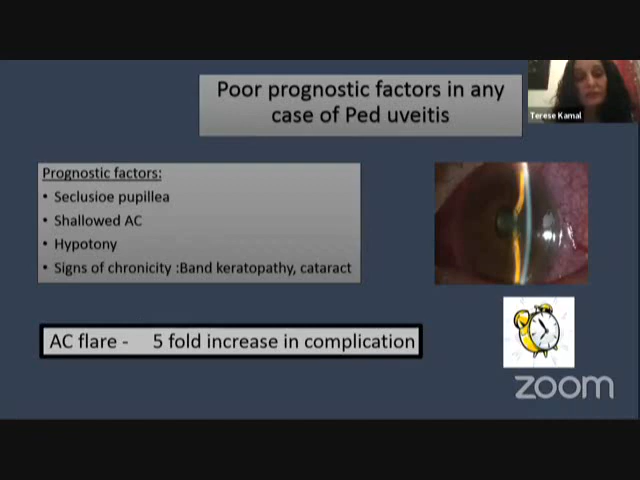 Poor prognostic factors in any
case of Ped uveitis
Terese Kamal
Prognostic factors:
• Seclusioe pupillea
• Shallowed AC
• Hypotony
• Signs of chronicity :Band keratopathy, cataract
AC flare - 5 fold increase in complication
zoom